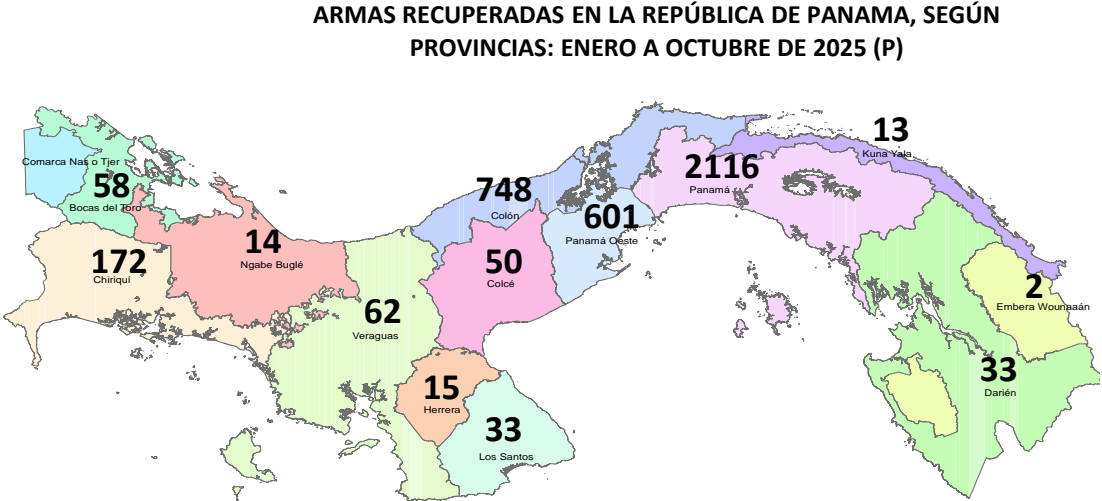 ARMAS RECUPERADAS EN LA REPÚBLICA DE PANAMA, SEGÚN
PROVINCIAS: ENERO A OCTUBRE DE 2025 (P)
13
Kuna Yala
Comarca Nas o Tjer
2116
Panamá
58
Bocas del Toro
748
Colón
601
Panamá Oeste
14
Ngabe Buglé
172
Chiriquí
50
Colcé
2
Embera Wounaaán
62
Veraguas
33
Darién
15
Herrera
33
Los Santos